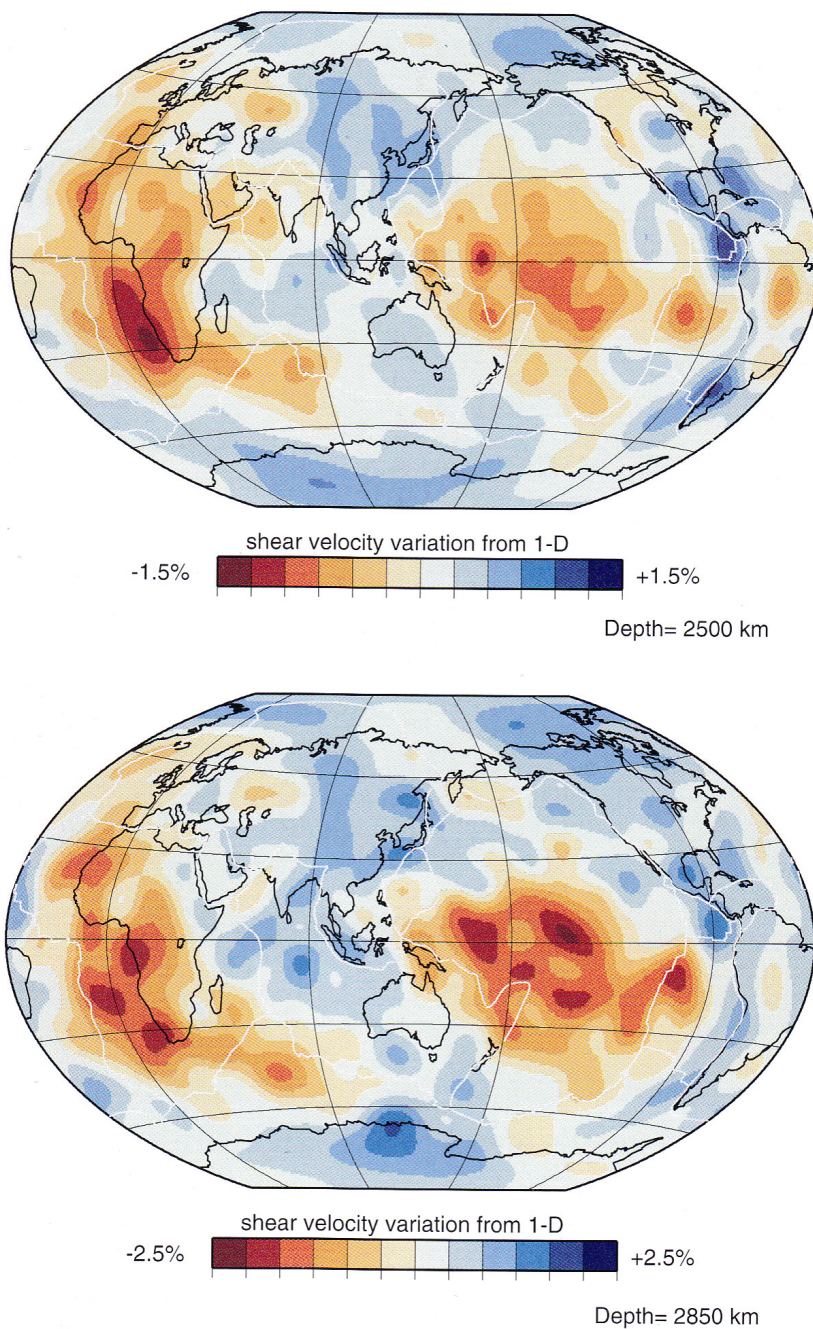 shear velocity variation from 1-D
-1.5%
+1.5%
Depth= 2500 km
shear velocity variation from 1-D
-2.5%
+2.5%
Depth= 2850 km